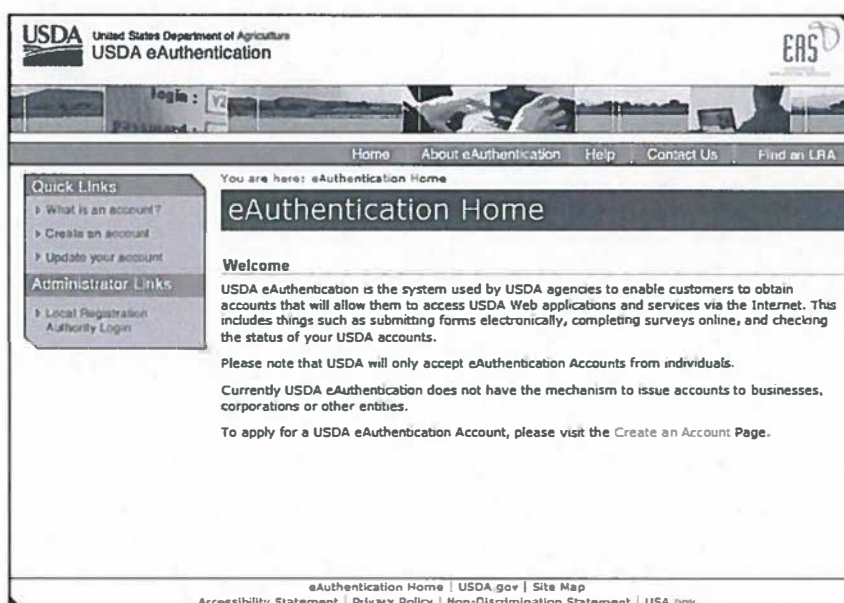 USDA United States Department of Agriculture
USDA eAuthentication
EAS
login :
Home About eAuthentication Help Contact Us Find an LRA
Quick Links
What is an account?
Create an account
Update your account
Administrator Links
Local Registration
Authority Login
You are here: eAuthentication Home
eAuthentication Home
Welcome
USDA eAuthentication is the system used by USDA agencies to enable customers to obtain
accounts that will allow them to access USDA Web applications and services via the Internet. This
includes things such as submitting forms electronically, completing surveys online, and checking
the status of your USDA accounts.
Please note that USDA will only accept eAuthentication Accounts from individuals.
Currently USDA eAuthentication does not have the mechanism to issue accounts to businesses,
corporations or other entities.
To apply for a USDA eAuthentication Account, please visit the Create an Account Page.
eAuthentication Home | USDA.gov | Site Map
Accessibility Statement | Privacy Policy | Non-Discrimination Statement | USA.gov